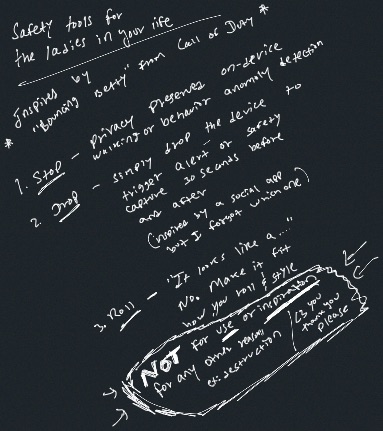 Safety tools for
the ladies in your life
* Inspired by
"Bouncing Betty" from Call of Duty *
1. Stop - Privacy preserved on-device
walking or behavior anomaly detection
2. Drop - simply drop the device to
trigger alert or safety
capture 30 seconds before
and after
(inspired by a social app
but I forgot which one)
3. Roll - "It looks like a..."
No. Make it fit
how you roll & style
NOT for use or inspiration
for any other reason
destruction
<3 you
thank you
please